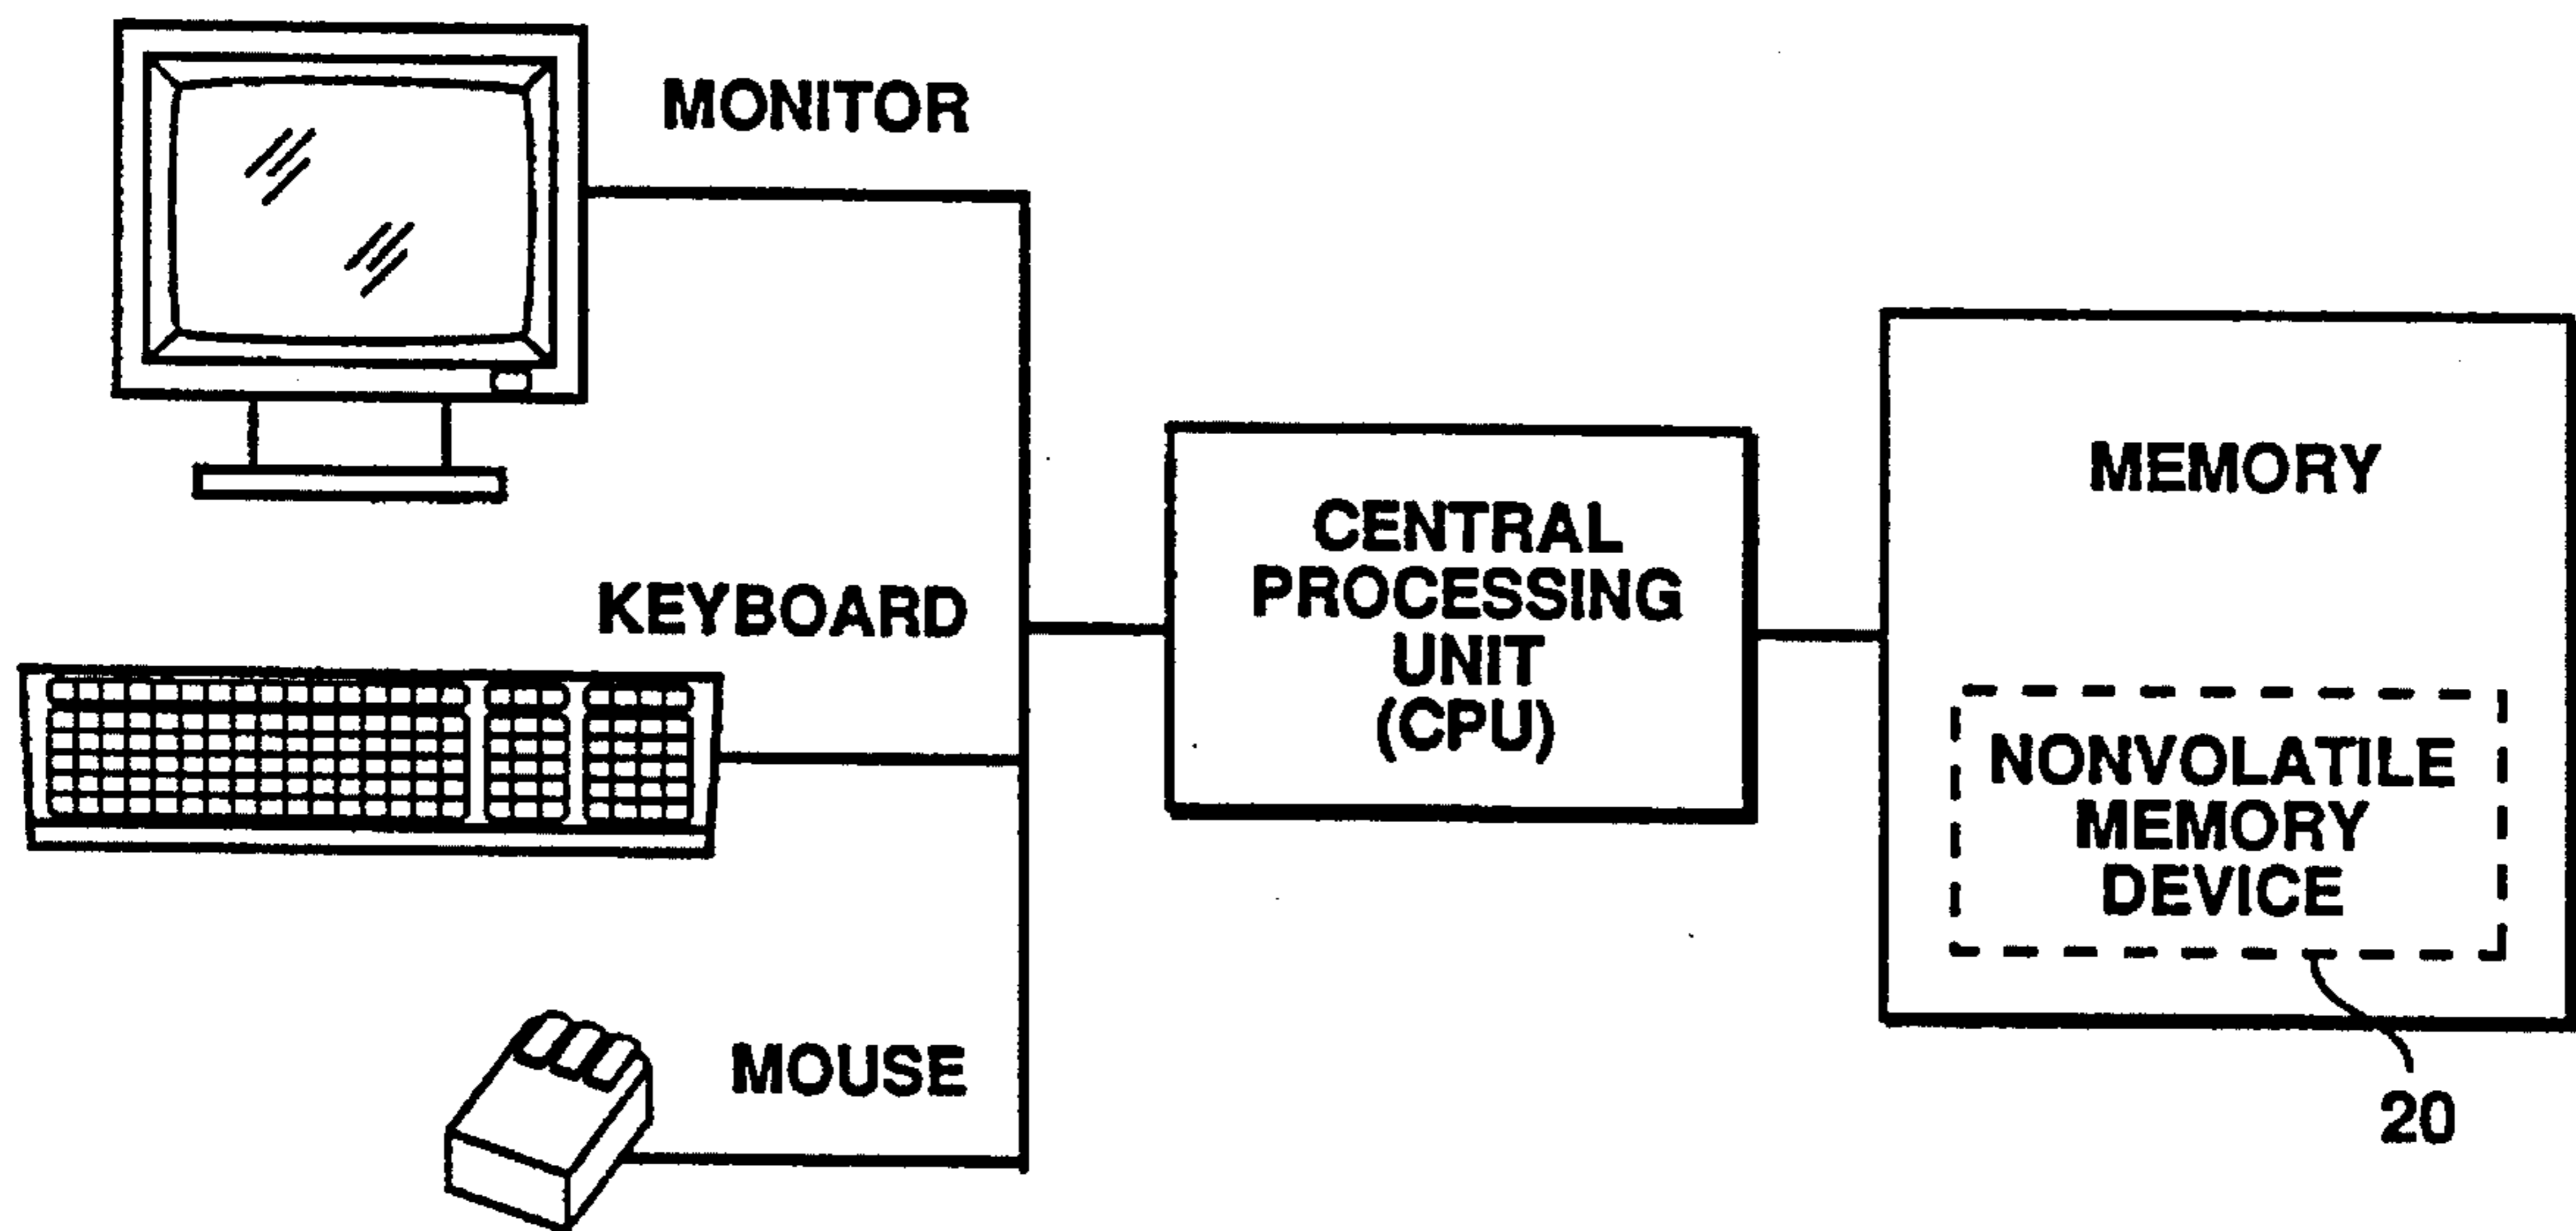 MONITOR
KEYBOARD
MOUSE
CENTRAL
PROCESSING
UNIT
(CPU)
MEMORY
NONVOLATILE
MEMORY
DEVICE
20